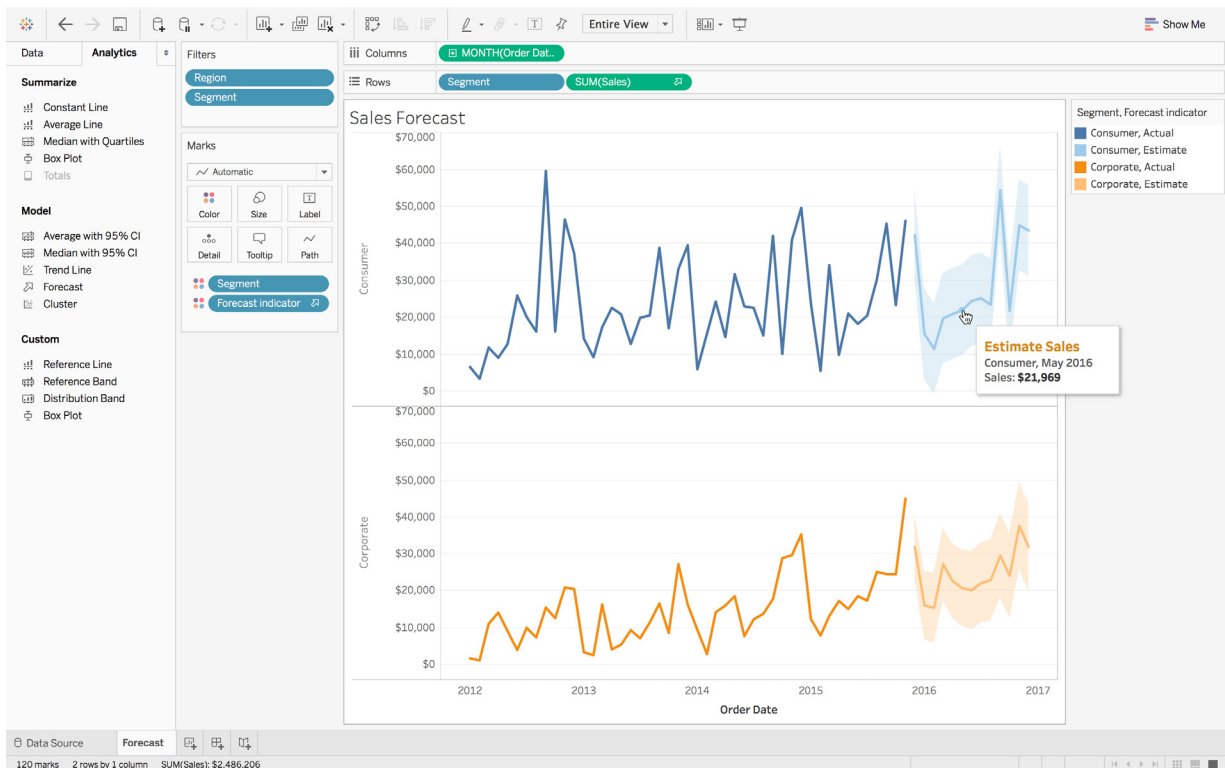 Entire View
Show Me
Data
Analytics
Summarize
Constant Line
Average Line
Median with Quartiles
Box Plot
Totals
Model
Average with 95% CI
Median with 95% CI
Trend Line
Forecast
Cluster
Custom
Reference Line
Reference Band
Distribution Band
Box Plot
Filters
Region
Segment
Marks
Automatic
Color Size Label
Detail Tooltip Path
Segment
Forecast indicator
Columns MONTH(Order Dat..
Rows Segment SUM(Sales)
Sales Forecast
$70,000
$60,000
$50,000
$40,000
$30,000
$20,000
$10,000
$0
Consumer
Estimate Sales
Consumer, May 2016
Sales: $21,969
$70,000
$60,000
$50,000
$40,000
$30,000
$20,000
$10,000
$0
Corporate
2012 2013 2014 2015 2016 2017
Order Date
Segment, Forecast indicator
Consumer, Actual
Consumer, Estimate
Corporate, Actual
Corporate, Estimate
Data Source Forecast
120 marks 2 rows by 1 column SUM(Sales): $2,486,206